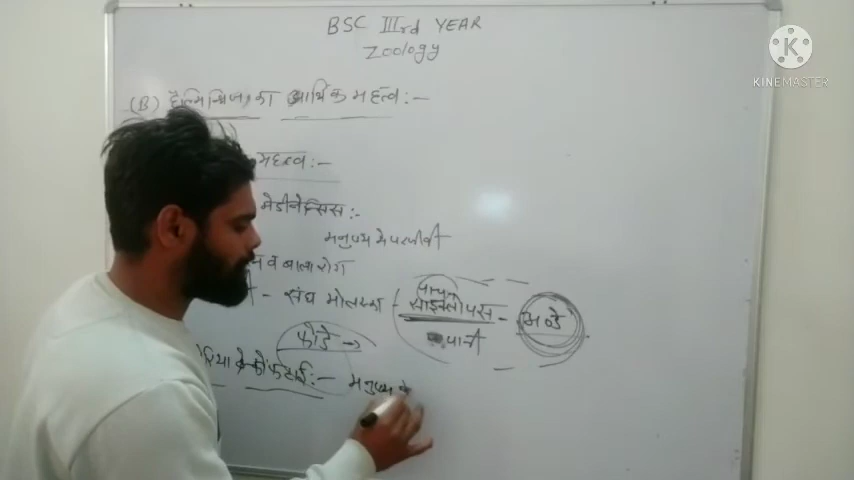 BSC IIIrd YEAR
Zoology
KINEMASTER
(B) का आर्थिक महत्व :-
महत्व :-
मेडीनेन्सिस :-
मनुष्य मे परजीवी
वाला रोग
- संघ मोलस्का - साइक्लोपस - अण्डे
फोडे → पानी
:- मनुष्य के